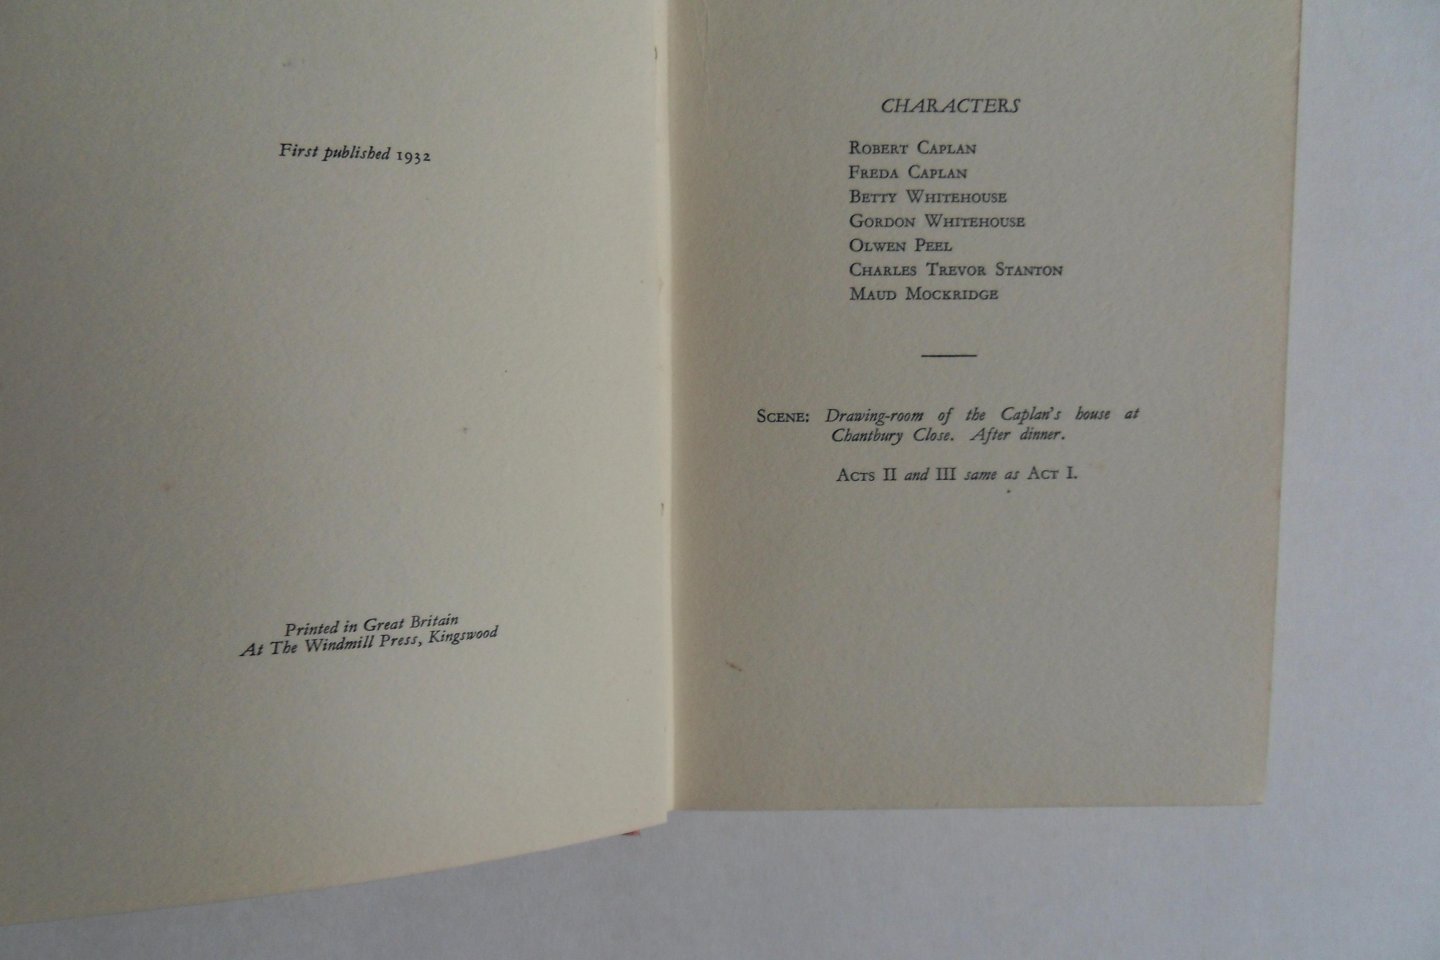 First published 1932
Printed in Great Britain
At The Windmill Press, Kingswood
CHARACTERS
ROBERT CAPLAN
FREDA CAPLAN
BETTY WHITEHOUSE
GORDON WHITEHOUSE
OLWEN PEEL
CHARLES TREVOR STANTON
MAUD MOCKRIDGE
SCENE: Drawing-room of the Caplan's house at
Chantbury Close. After dinner.
ACTS II and III same as ACT I.